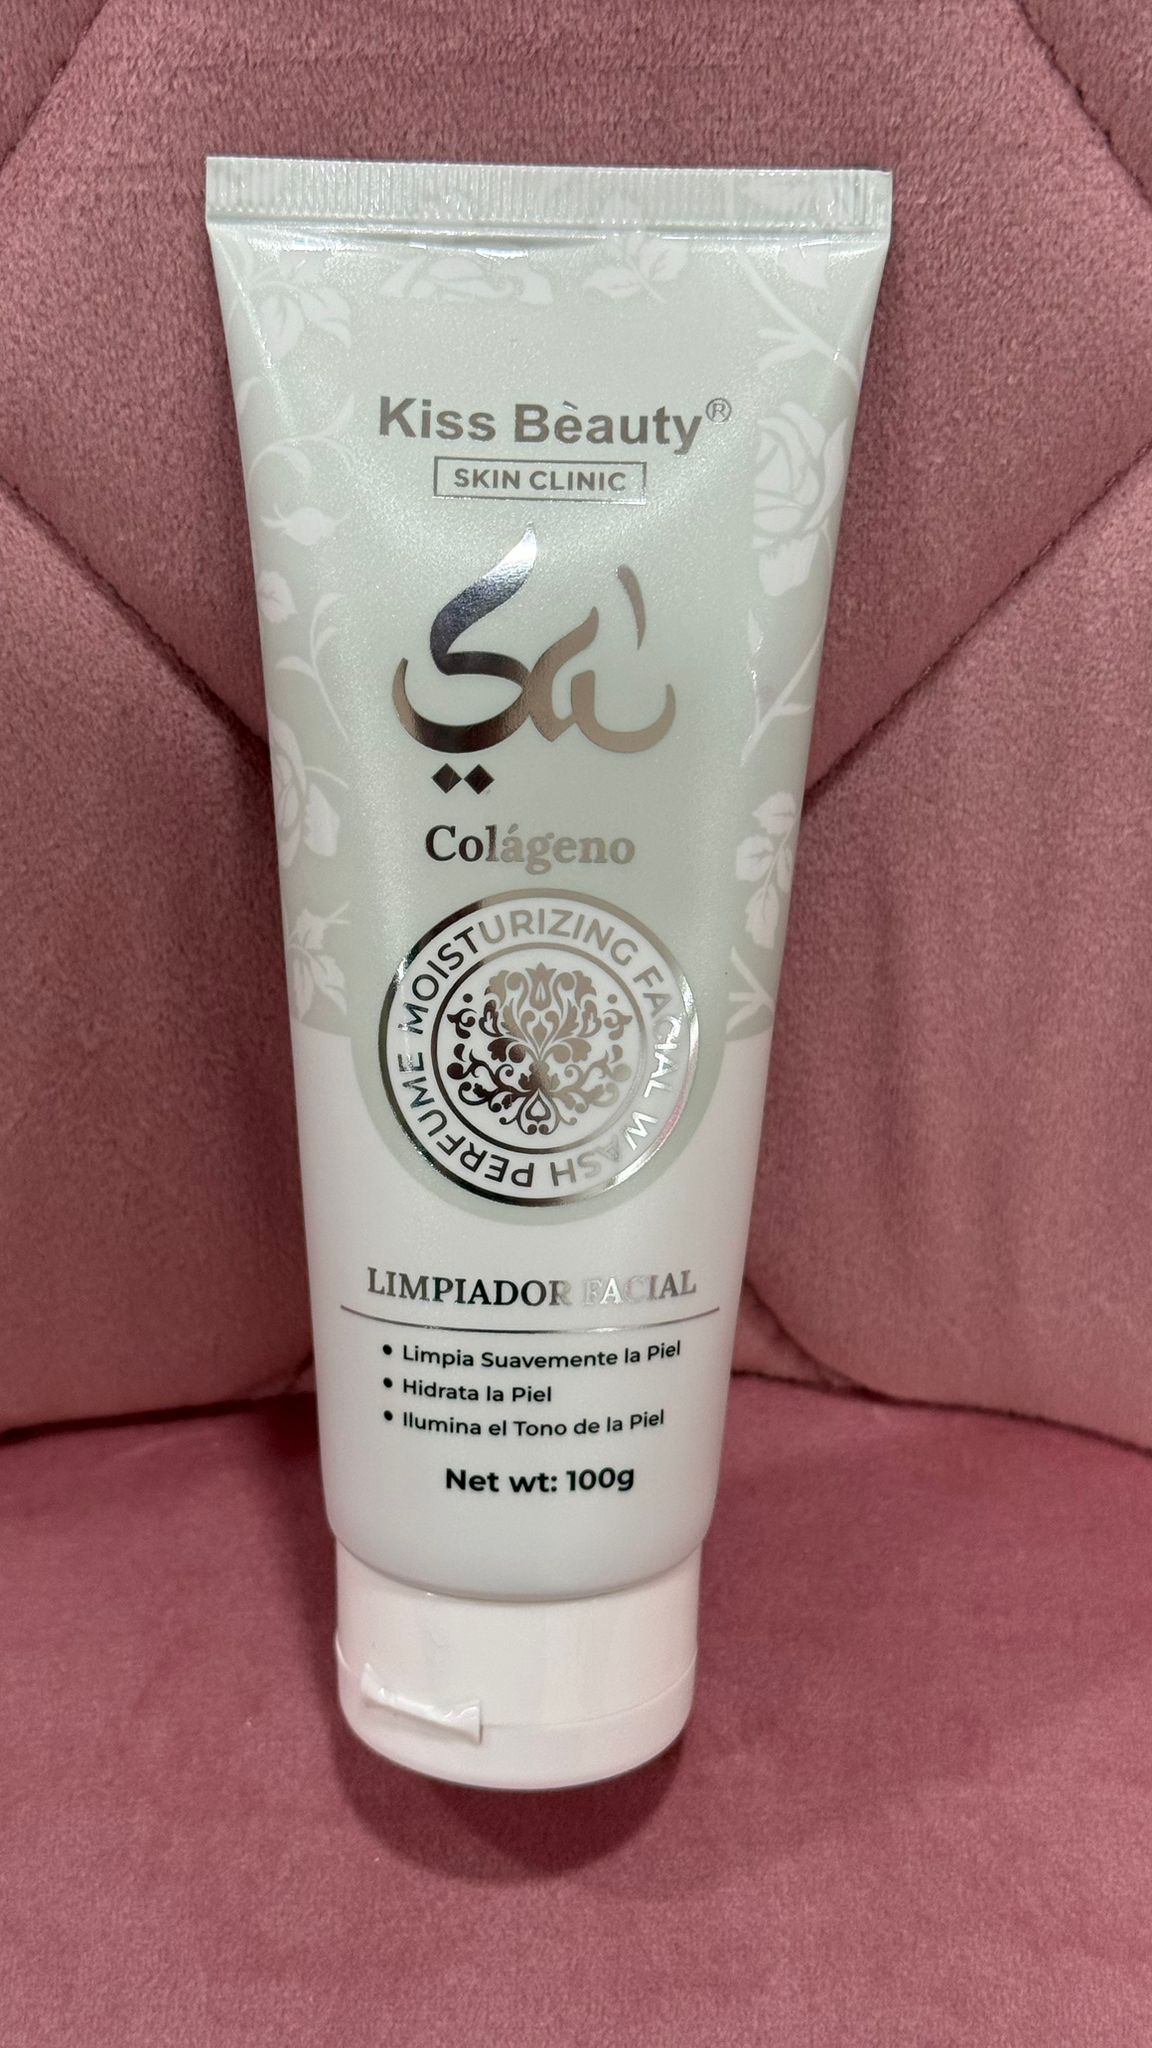 Kiss Bèauty®
SKIN CLINIC
Colágeno
MOISTURIZING FACIAL WASH PERFUME
LIMPIADOR FACIAL
• Limpia Suavemente la Piel
• Hidrata la Piel
• Ilumina el Tono de la Piel
Net wt: 100g